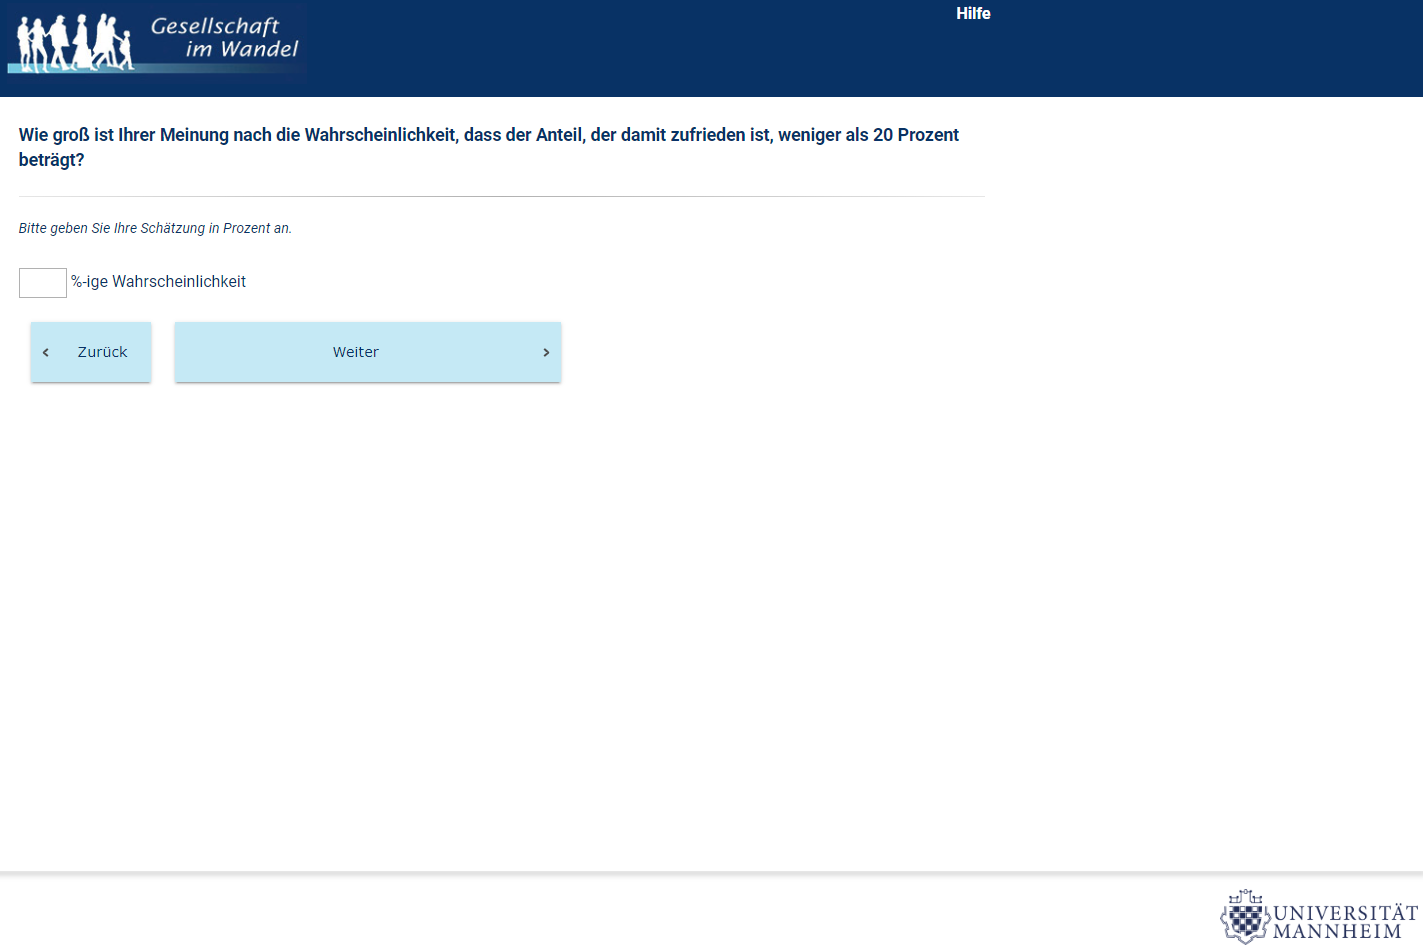 Gesellschaft
im Wandel
Hilfe
Wie groß ist Ihrer Meinung nach die Wahrscheinlichkeit, dass der Anteil, der damit zufrieden ist, weniger als 20 Prozent
beträgt?
Bitte geben Sie Ihre Schätzung in Prozent an.
%-ige Wahrscheinlichkeit
‹ Zurück
Weiter ›
UNIVERSITÄT
MANNHEIM